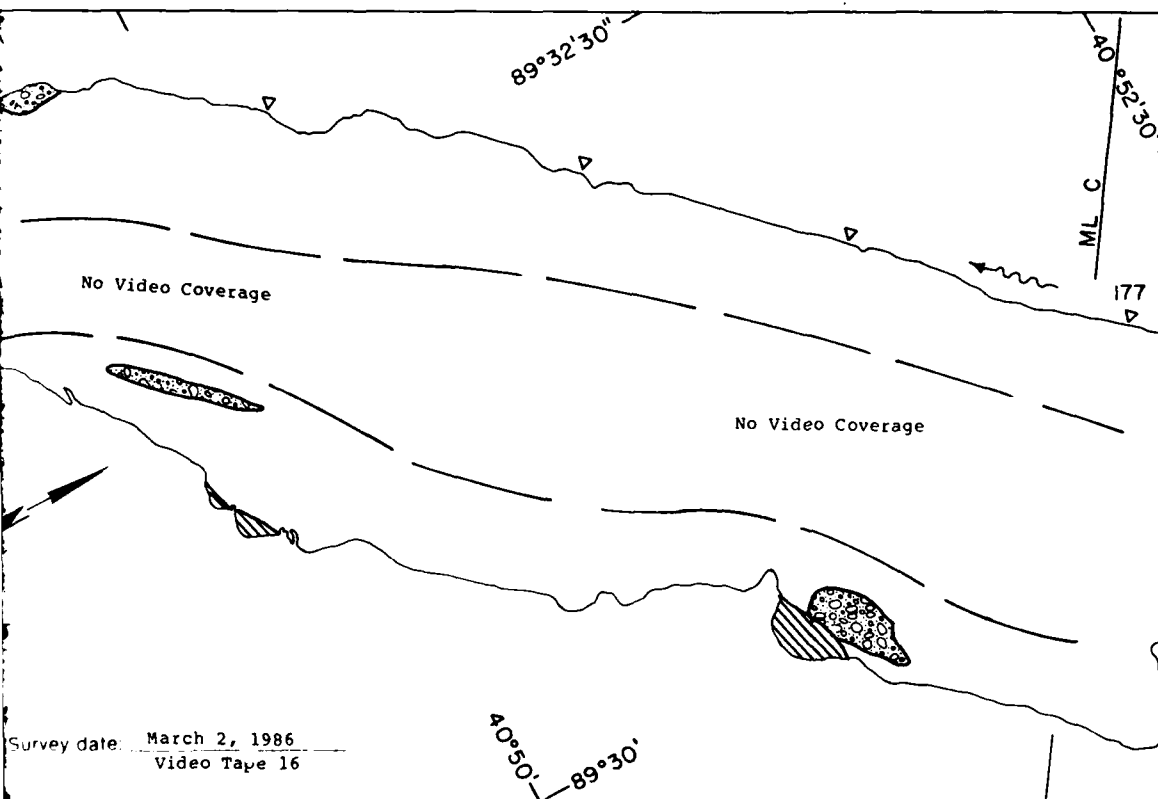 89°32'30"
40°52'30"
ML C
177
No Video Coverage
No Video Coverage
Survey date: March 2, 1986
Video Tape 16
40°50'
89°30'